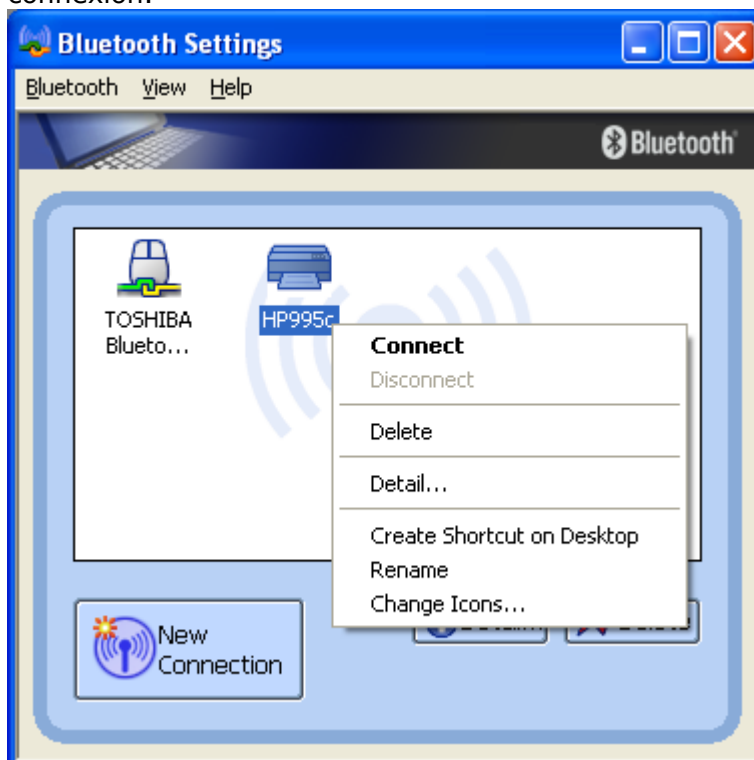 Bluetooth Settings
Bluetooth View Help
Bluetooth
TOSHIBA
Blueto...
HP995c
Connect
Disconnect
Delete
Detail...
Create Shortcut on Desktop
Rename
Change Icons...
New
Connection